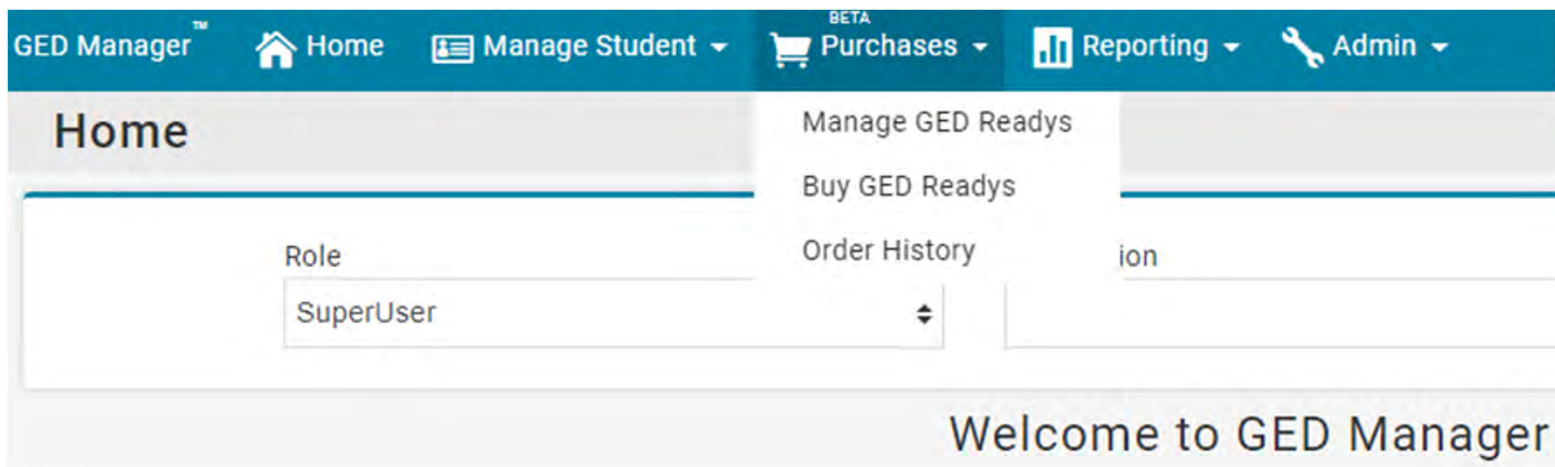 GED Manager™ Home Manage Student BETA Purchases Reporting Admin
Home
Manage GED Readys
Buy GED Readys
Order History
Role
ion
SuperUser
Welcome to GED Manager